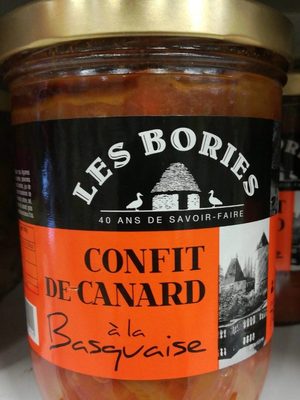 LES BORIES
40 ANS DE SAVOIR-FAIRE
CONFIT
DE CANARD
à la
Basquaise